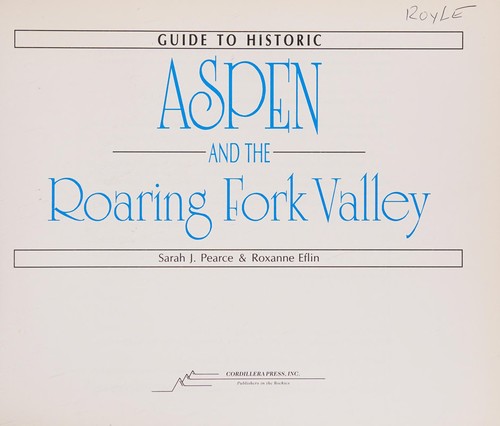 ROYLE
GUIDE TO HISTORIC
ASPEN
AND THE
Roaring Fork Valley
Sarah J. Pearce & Roxanne Eflin
CORDILLERA PRESS, INC.
Publishers in the Rockies